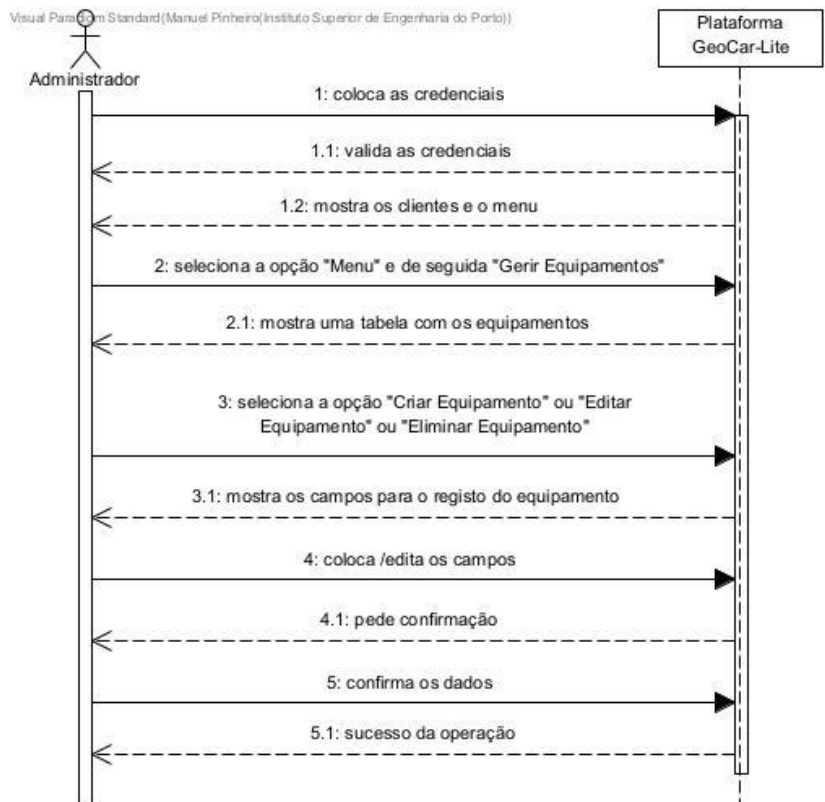 Visual Paradigm Standard(Manuel Pinheiro(Instituto Superior de Engenharia do Porto))
Plataforma
GeoCar-Lite
Administrador
1: coloca as credenciais
1.1: valida as credenciais
1.2: mostra os clientes e o menu
2: seleciona a opção "Menu" e de seguida "Gerir Equipamentos"
2.1: mostra uma tabela com os equipamentos
3: seleciona a opção "Criar Equipamento" ou "Editar
Equipamento" ou "Eliminar Equipamento"
3.1: mostra os campos para o registo do equipamento
4: coloca /edita os campos
4.1: pede confirmação
5: confirma os dados
5.1: sucesso da operação